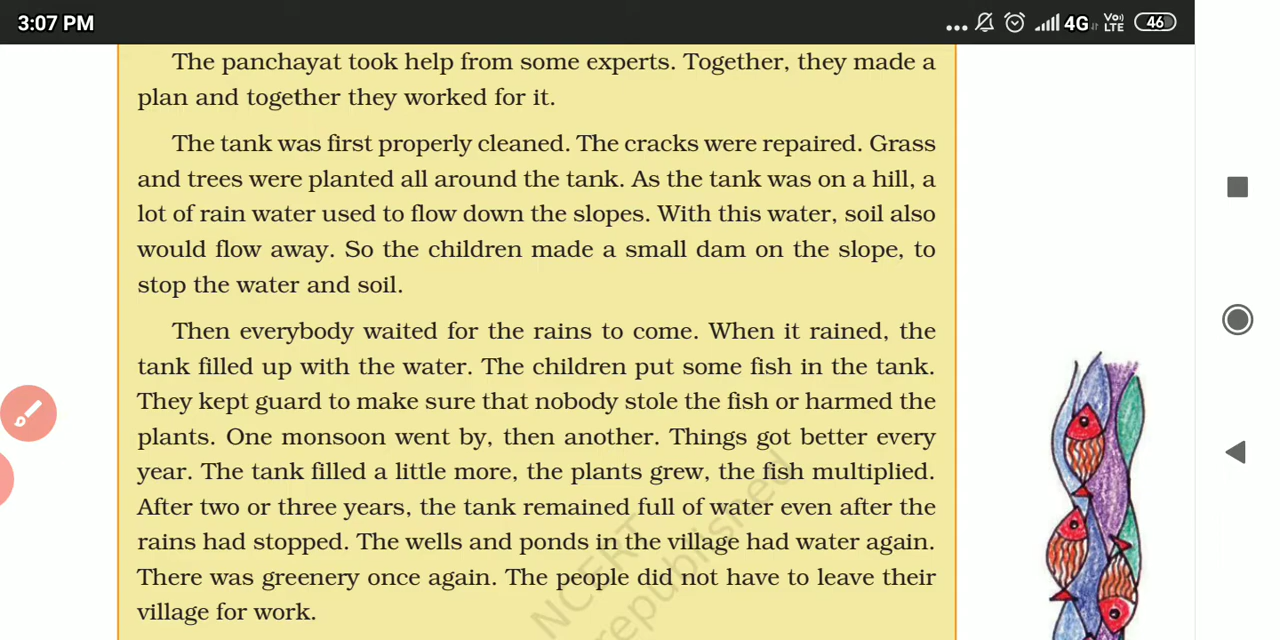 3:07 PM
4G
Vo)
LTE
46
The panchayat took help from some experts. Together, they made a
plan and together they worked for it.
The tank was first properly cleaned. The cracks were repaired. Grass
and trees were planted all around the tank. As the tank was on a hill, a
lot of rain water used to flow down the slopes. With this water, soil also
would flow away. So the children made a small dam on the slope, to
stop the water and soil.
Then everybody waited for the rains to come. When it rained, the
tank filled up with the water. The children put some fish in the tank.
They kept guard to make sure that nobody stole the fish or harmed the
plants. One monsoon went by, then another. Things got better every
year. The tank filled a little more, the plants grew, the fish multiplied.
After two or three years, the tank remained full of water even after the
rains had stopped. The wells and ponds in the village had water again.
There was greenery once again. The people did not have to leave their
village for work.
NCERT
republished